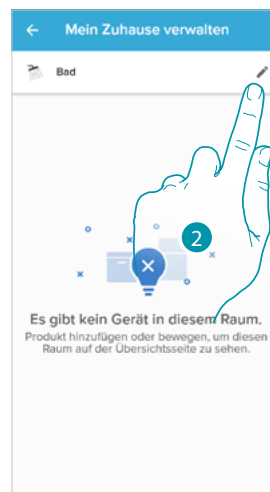 Mein Zuhause verwalten
Bad
2
Es gibt kein Gerät in diesem Raum.
Produkt hinzufügen oder bewegen, um diesen
Raum auf der Übersichtsseite zu sehen.